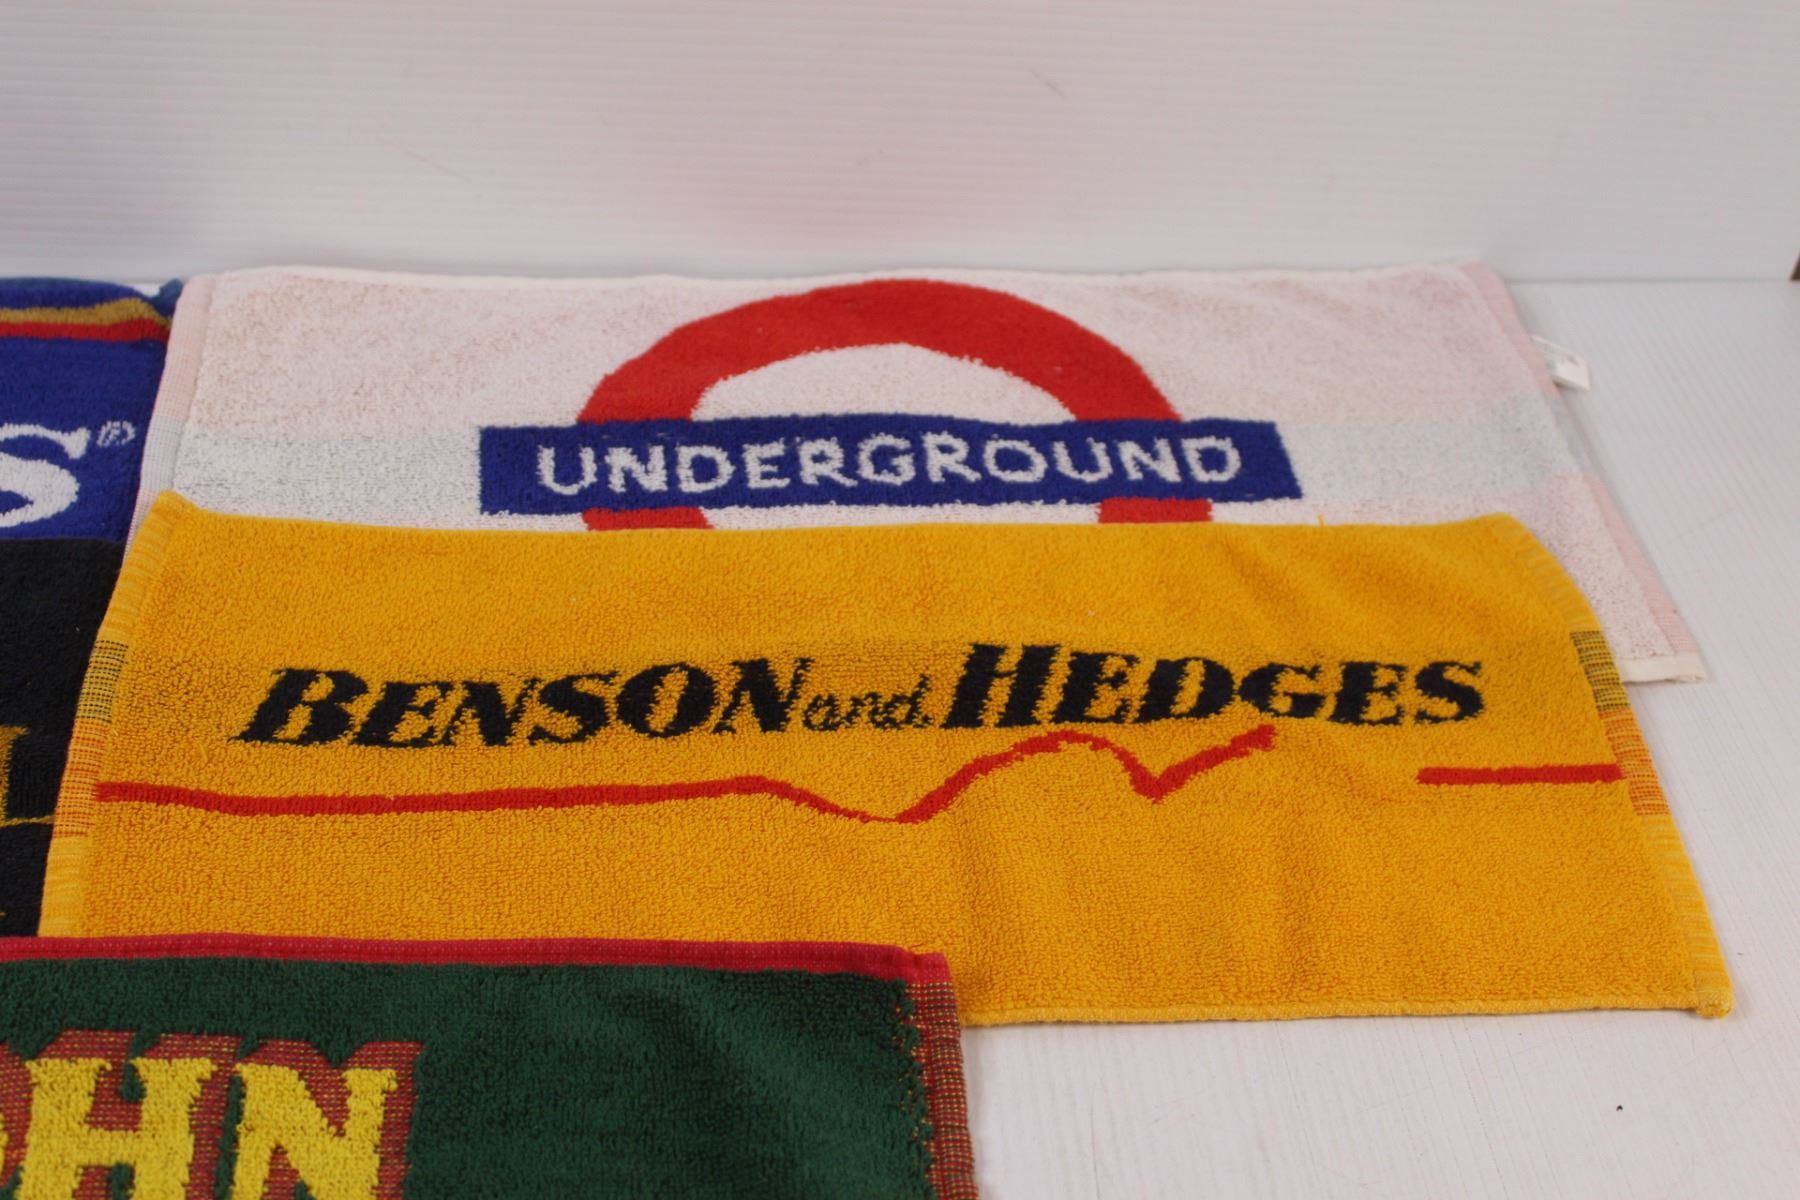 UNDERGROUND
S®
BENSON and HEDGES
OHN